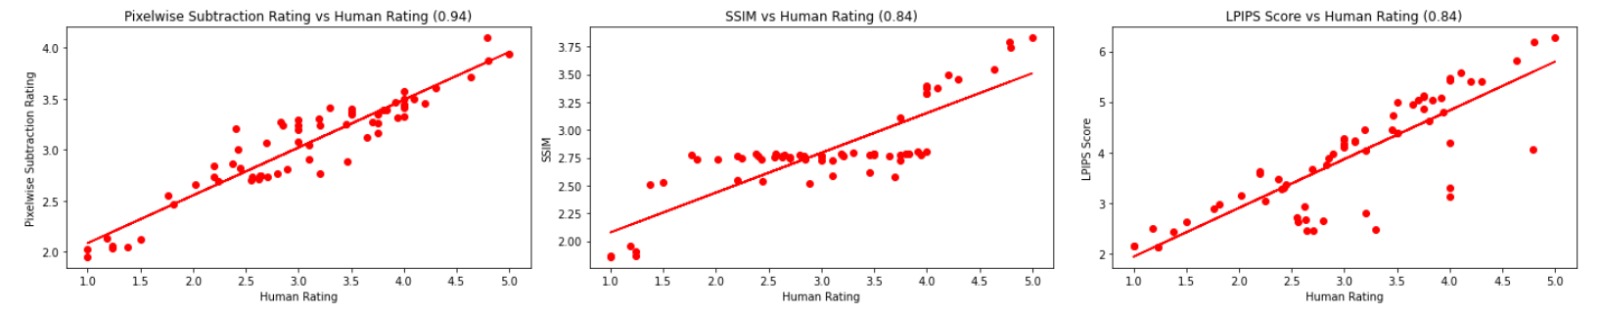 Pixelwise Subtraction Rating vs Human Rating (0.94)
Pixelwise Subtraction Rating
4.0
3.5
3.0
2.5
2.0
1.0 1.5 2.0 2.5 3.0 3.5 4.0 4.5 5.0
Human Rating
SSIM vs Human Rating (0.84)
SSIM
3.75
3.50
3.25
3.00
2.75
2.50
2.25
2.00
1.0 1.5 2.0 2.5 3.0 3.5 4.0 4.5 5.0
Human Rating
LPIPS Score vs Human Rating (0.84)
LPIPS Score
6
5
4
3
2
1.0 1.5 2.0 2.5 3.0 3.5 4.0 4.5 5.0
Human Rating